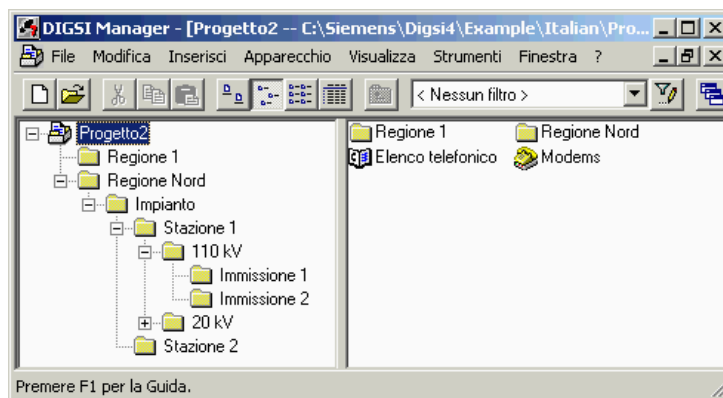 DIGSI Manager - [Progetto2 -- C:\Siemens\Digsi4\Example\Italian\Pro...
File Modifica Inserisci Apparecchio Visualizza Strumenti Finestra ?
< Nessun filtro >
Progetto2
Regione 1
Regione Nord
Impianto
Stazione 1
110 kV
Immissione 1
Immissione 2
20 kV
Stazione 2
Regione 1 Regione Nord
Elenco telefonico Modems
Premere F1 per la Guida.